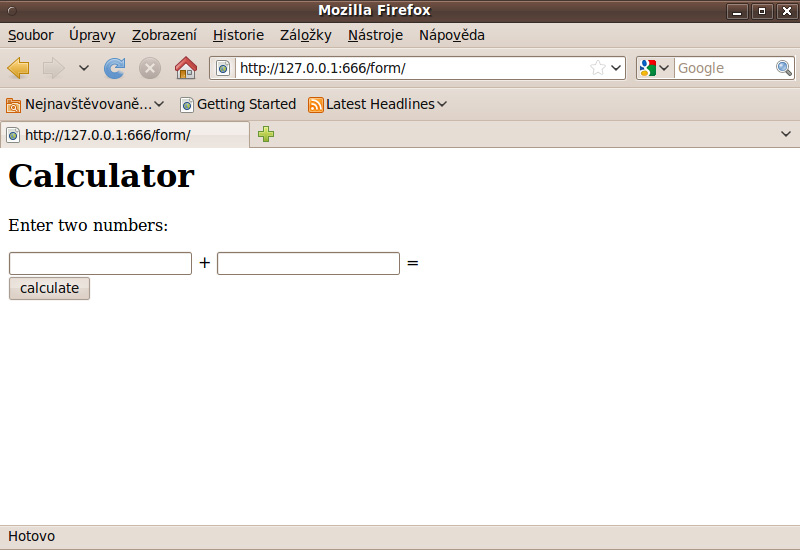 Mozilla Firefox
Soubor Úpravy Zobrazení Historie Záložky Nástroje Nápověda
http://127.0.0.1:666/form/ Google
Nejnavštěvovaně... Getting Started Latest Headlines
http://127.0.0.1:666/form/
Calculator
Enter two numbers:
+ =
calculate
Hotovo